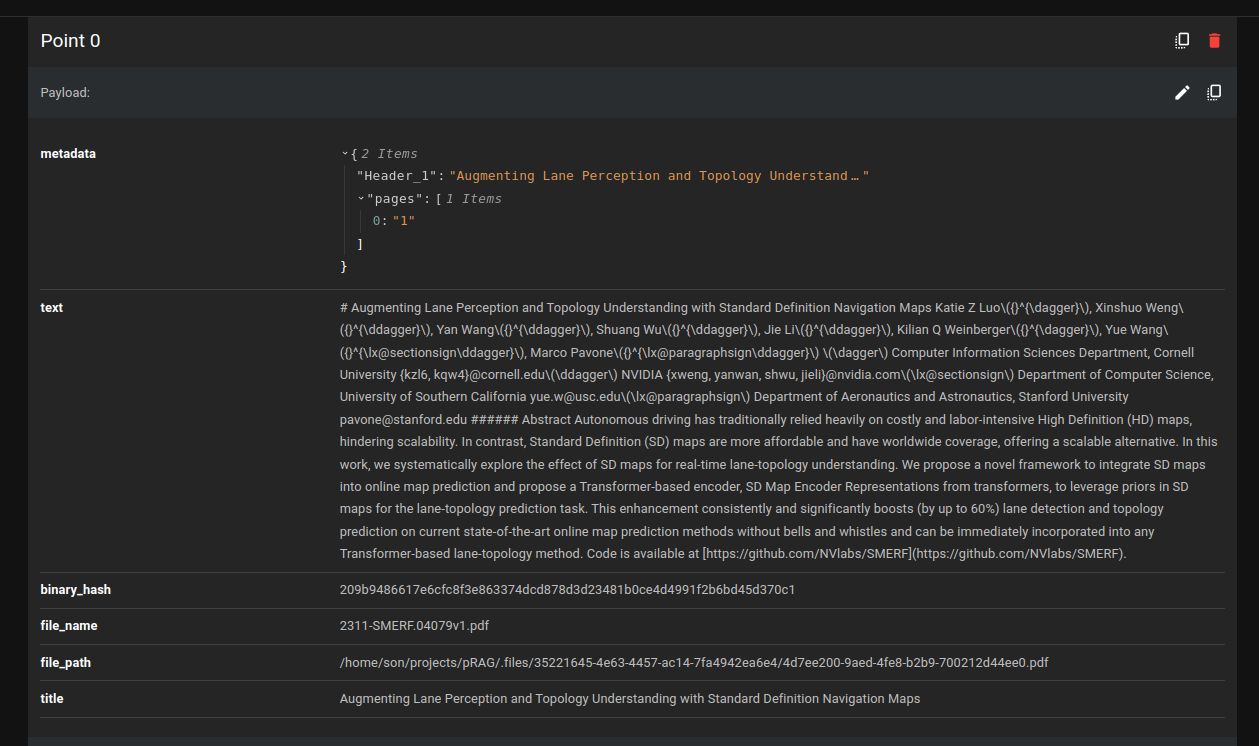 Point 0
Payload:
metadata
{ 2 Items
"Header_1": "Augmenting Lane Perception and Topology Understand…"
"pages": [ 1 Items
0: "1"
]
}
text
# Augmenting Lane Perception and Topology Understanding with Standard Definition Navigation Maps Katie Z Luo\({}^{\dagger}\), Xinshuo Weng\
({}^{\ddagger}\), Yan Wang\({}^{\ddagger}\), Shuang Wu\({}^{\ddagger}\), Jie Li\({}^{\ddagger}\), Kilian Q Weinberger\({}^{\dagger}\), Yue Wang\
({}^{\lx@sectionsign\ddagger}\), Marco Pavone\({}^{\lx@paragraphsign\ddagger}\) \(\dagger\) Computer Information Sciences Department, Cornell
University {kzl6, kqw4}@cornell.edu\(\ddagger\) NVIDIA {xweng, yanwan, shwu, jieli}@nvidia.com\(\lx@sectionsign\) Department of Computer Science,
University of Southern California yue.w@usc.edu\(\lx@paragraphsign\) Department of Aeronautics and Astronautics, Stanford University
pavone@stanford.edu ###### Abstract Autonomous driving has traditionally relied heavily on costly and labor-intensive High Definition (HD) maps,
hindering scalability. In contrast, Standard Definition (SD) maps are more affordable and have worldwide coverage, offering a scalable alternative. In this
work, we systematically explore the effect of SD maps for real-time lane-topology understanding. We propose a novel framework to integrate SD maps
into online map prediction and propose a Transformer-based encoder, SD Map Encoder Representations from transformers, to leverage priors in SD
maps for the lane-topology prediction task. This enhancement consistently and significantly boosts (by up to 60%) lane detection and topology
prediction on current state-of-the-art online map prediction methods without bells and whistles and can be immediately incorporated into any
Transformer-based lane-topology method. Code is available at [https://github.com/NVlabs/SMERF](https://github.com/NVlabs/SMERF).
binary_hash
209b9486617e6cfc8f3e863374dcd878d3d23481b0ce4d4991f2b6bd45d370c1
file_name
2311-SMERF.04079v1.pdf
file_path
/home/son/projects/pRAG/.files/35221645-4e63-4457-ac14-7fa4942ea6e4/4d7ee200-9aed-4fe8-b2b9-700212d44ee0.pdf
title
Augmenting Lane Perception and Topology Understanding with Standard Definition Navigation Maps